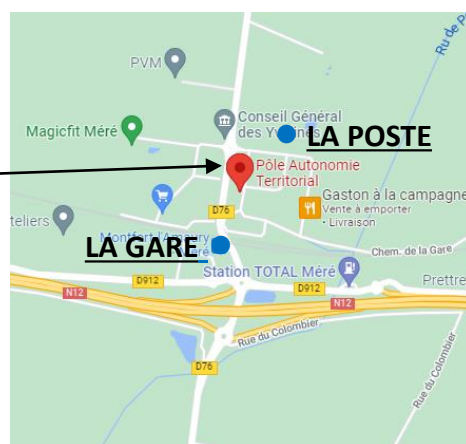 Ru de P
PVM
Conseil Général
des Yvelines
Magicfit Méré
LA POSTE
Pôle Autonomie
Territorial
Gaston à la campagne
Vente à emporter
- Livraison
D76
teliers
Montfort-l'Amaury
LA GARE
Chem. de la Gare
Station TOTAL Méré
D912
D912
Prettre
N12
N12
Rue du Colombier
D76
Rue du Colombier